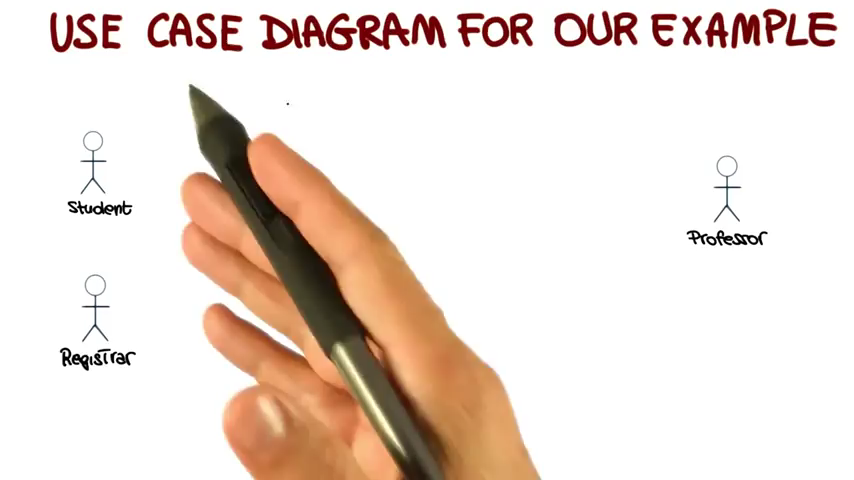 USE CASE DIAGRAM FOR OUR EXAMPLE
Student
Professor
Registrar